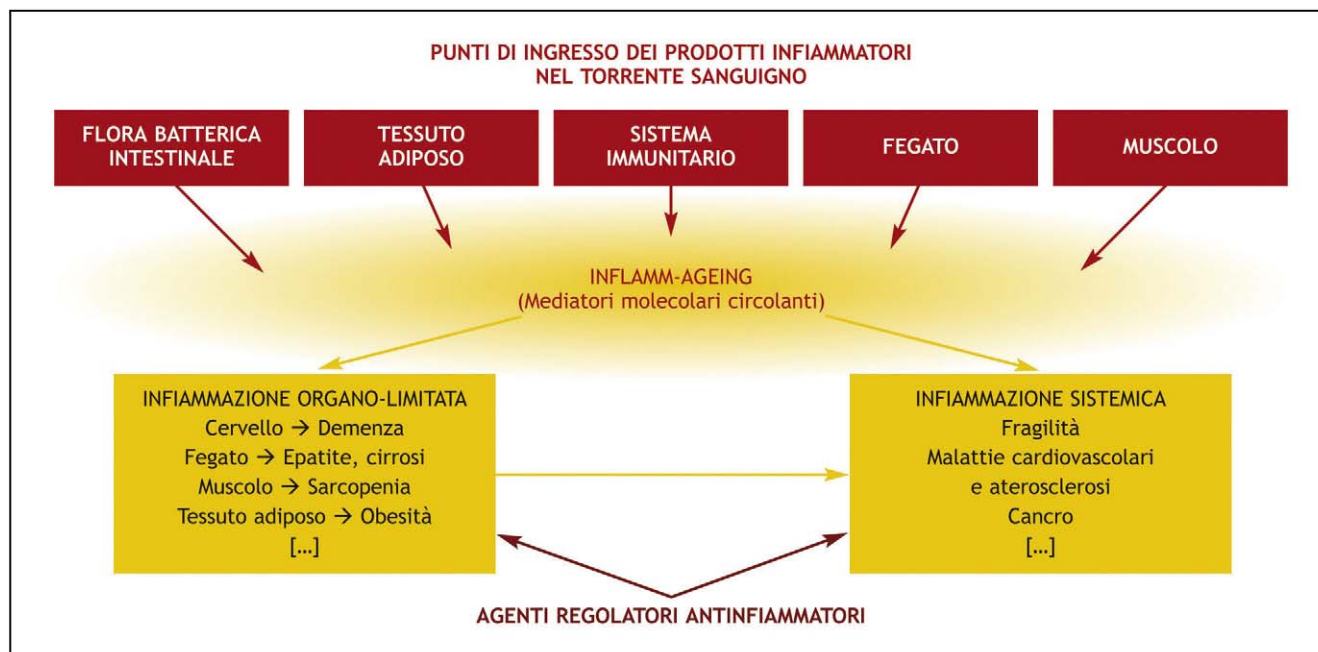 PUNTI DI INGRESSO DEI PRODOTTI INFIAMMATORI
NEL TORRENTE SANGUIGNO
FLORA BATTERICA
INTESTINALE
TESSUTO
ADIPOSO
SISTEMA
IMMUNITARIO
FEGATO
MUSCOLO
INFLAMM-AGEING
(Mediatori molecolari circolanti)
INFIAMMAZIONE ORGANO-LIMITATA
Cervello → Demenza
Fegato → Epatite, cirrosi
Muscolo → Sarcopenia
Tessuto adiposo → Obesità
[...]
INFIAMMAZIONE SISTEMICA
Fragilità
Malattie cardiovascolari
e aterosclerosi
Cancro
[...]
AGENTI REGOLATORI ANTINFIAMMATORI